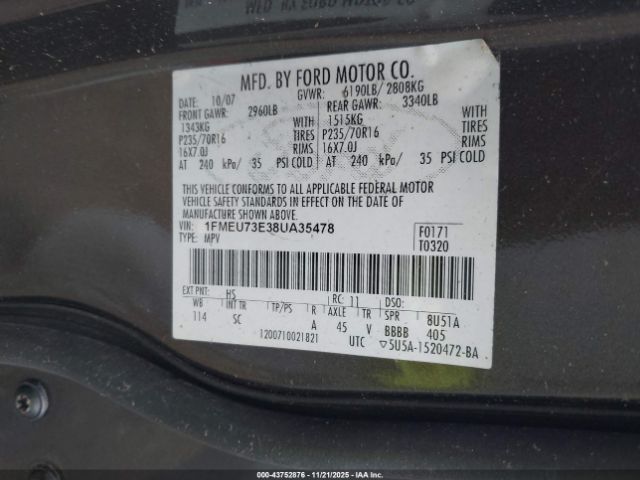 MFD. BY FORD MOTOR CO.
DATE: 10/07 GVWR: 6190LB/ 2808KG
FRONT GAWR: 2960LB REAR GAWR: 3340LB
1343KG WITH 1515KG WITH
P235/70R16 TIRES P235/70R16 TIRES
16X7.0J RIMS 16X7.0J RIMS
AT 240 kPa/ 35 PSI COLD AT 240 kPa/ 35 PSI COLD
THIS VEHICLE CONFORMS TO ALL APPLICABLE FEDERAL MOTOR
VEHICLE SAFETY STANDARDS IN EFFECT ON THE DATE OF
MANUFACTURE SHOWN ABOVE.
VIN: 1FMEU73E38UA35478 F0171
TYPE: MPV T0320
EXT PNT: HS RC: 11 DSO:
WB INT TR TP/PS R AXLE TR SPR 8U51A
114 SC A 45 V BBBB 405
1200710021821 UTC ▽5U5A-1520472-BA
000-43752876 - 11/21/2025 - IAA Inc.